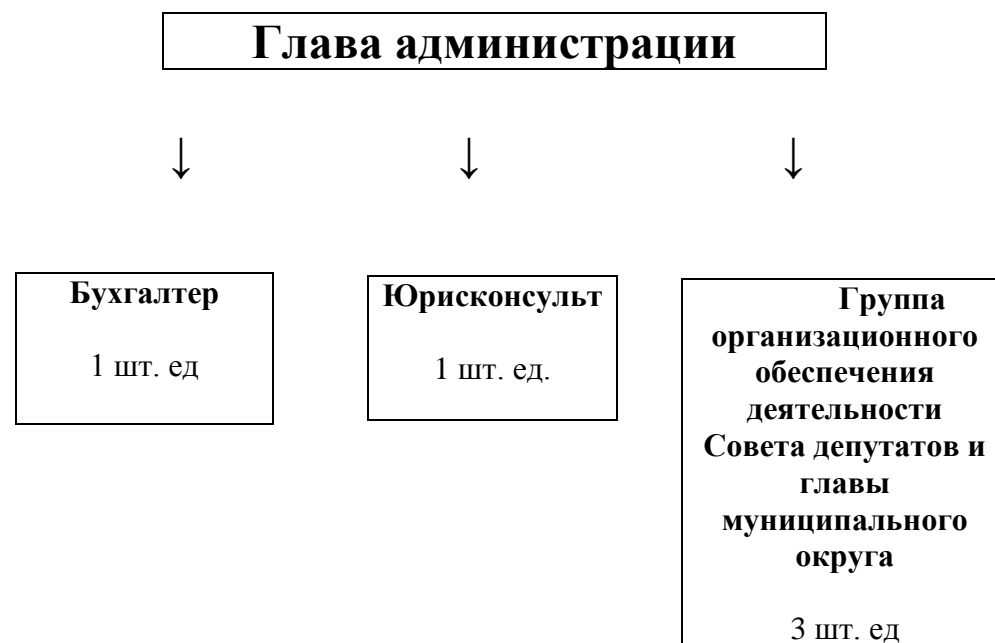 Глава администрации
↓ ↓ ↓
Бухгалтер
1 шт. ед
Юрисконсульт
1 шт. ед.
Группа
организационного
обеспечения
деятельности
Совета депутатов и
главы
муниципального
округа
3 шт. ед